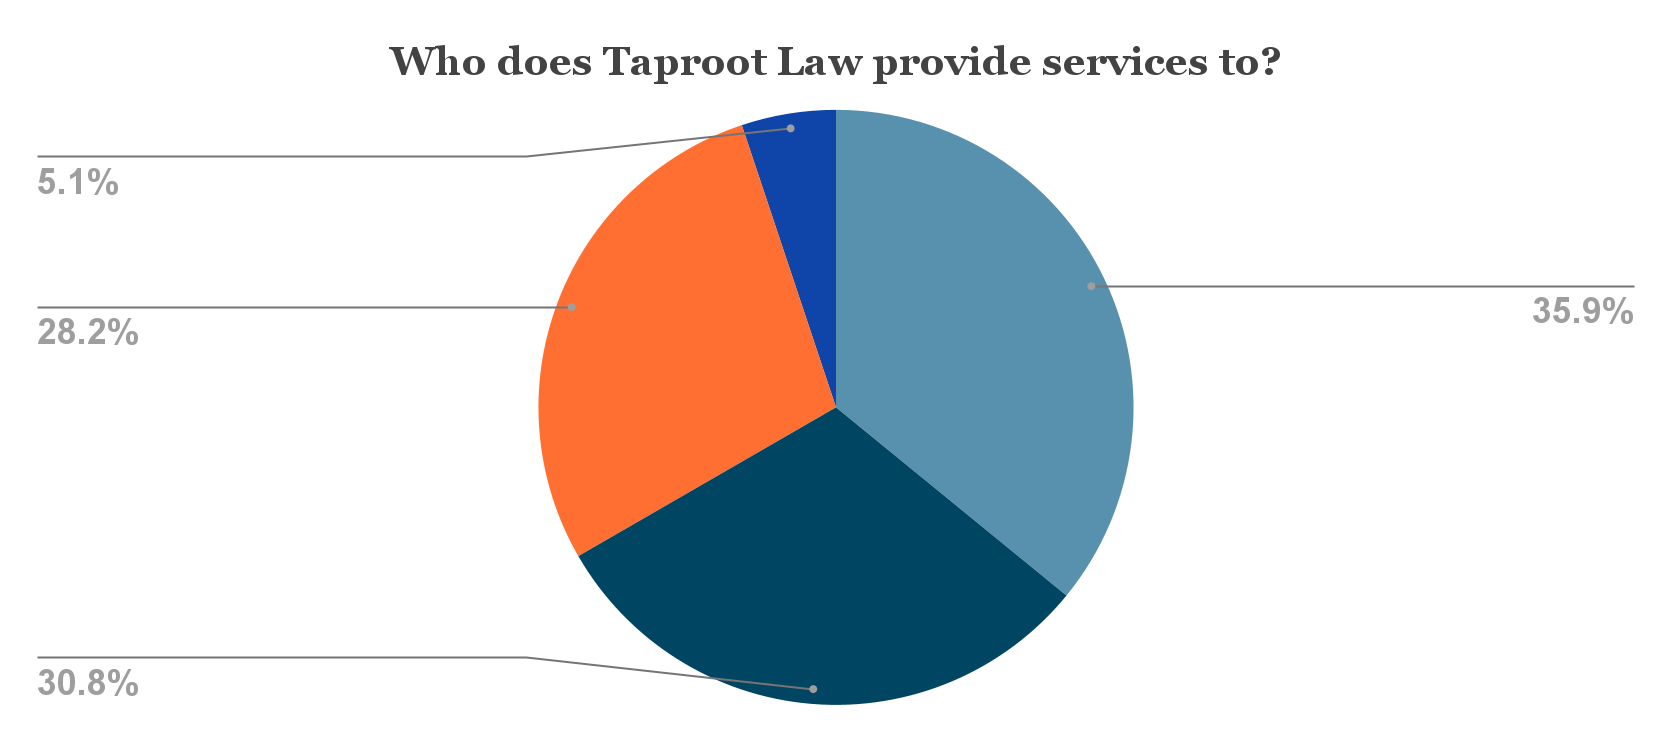 Who does Taproot Law provide services to?
5.1%
35.9%
28.2%
30.8%